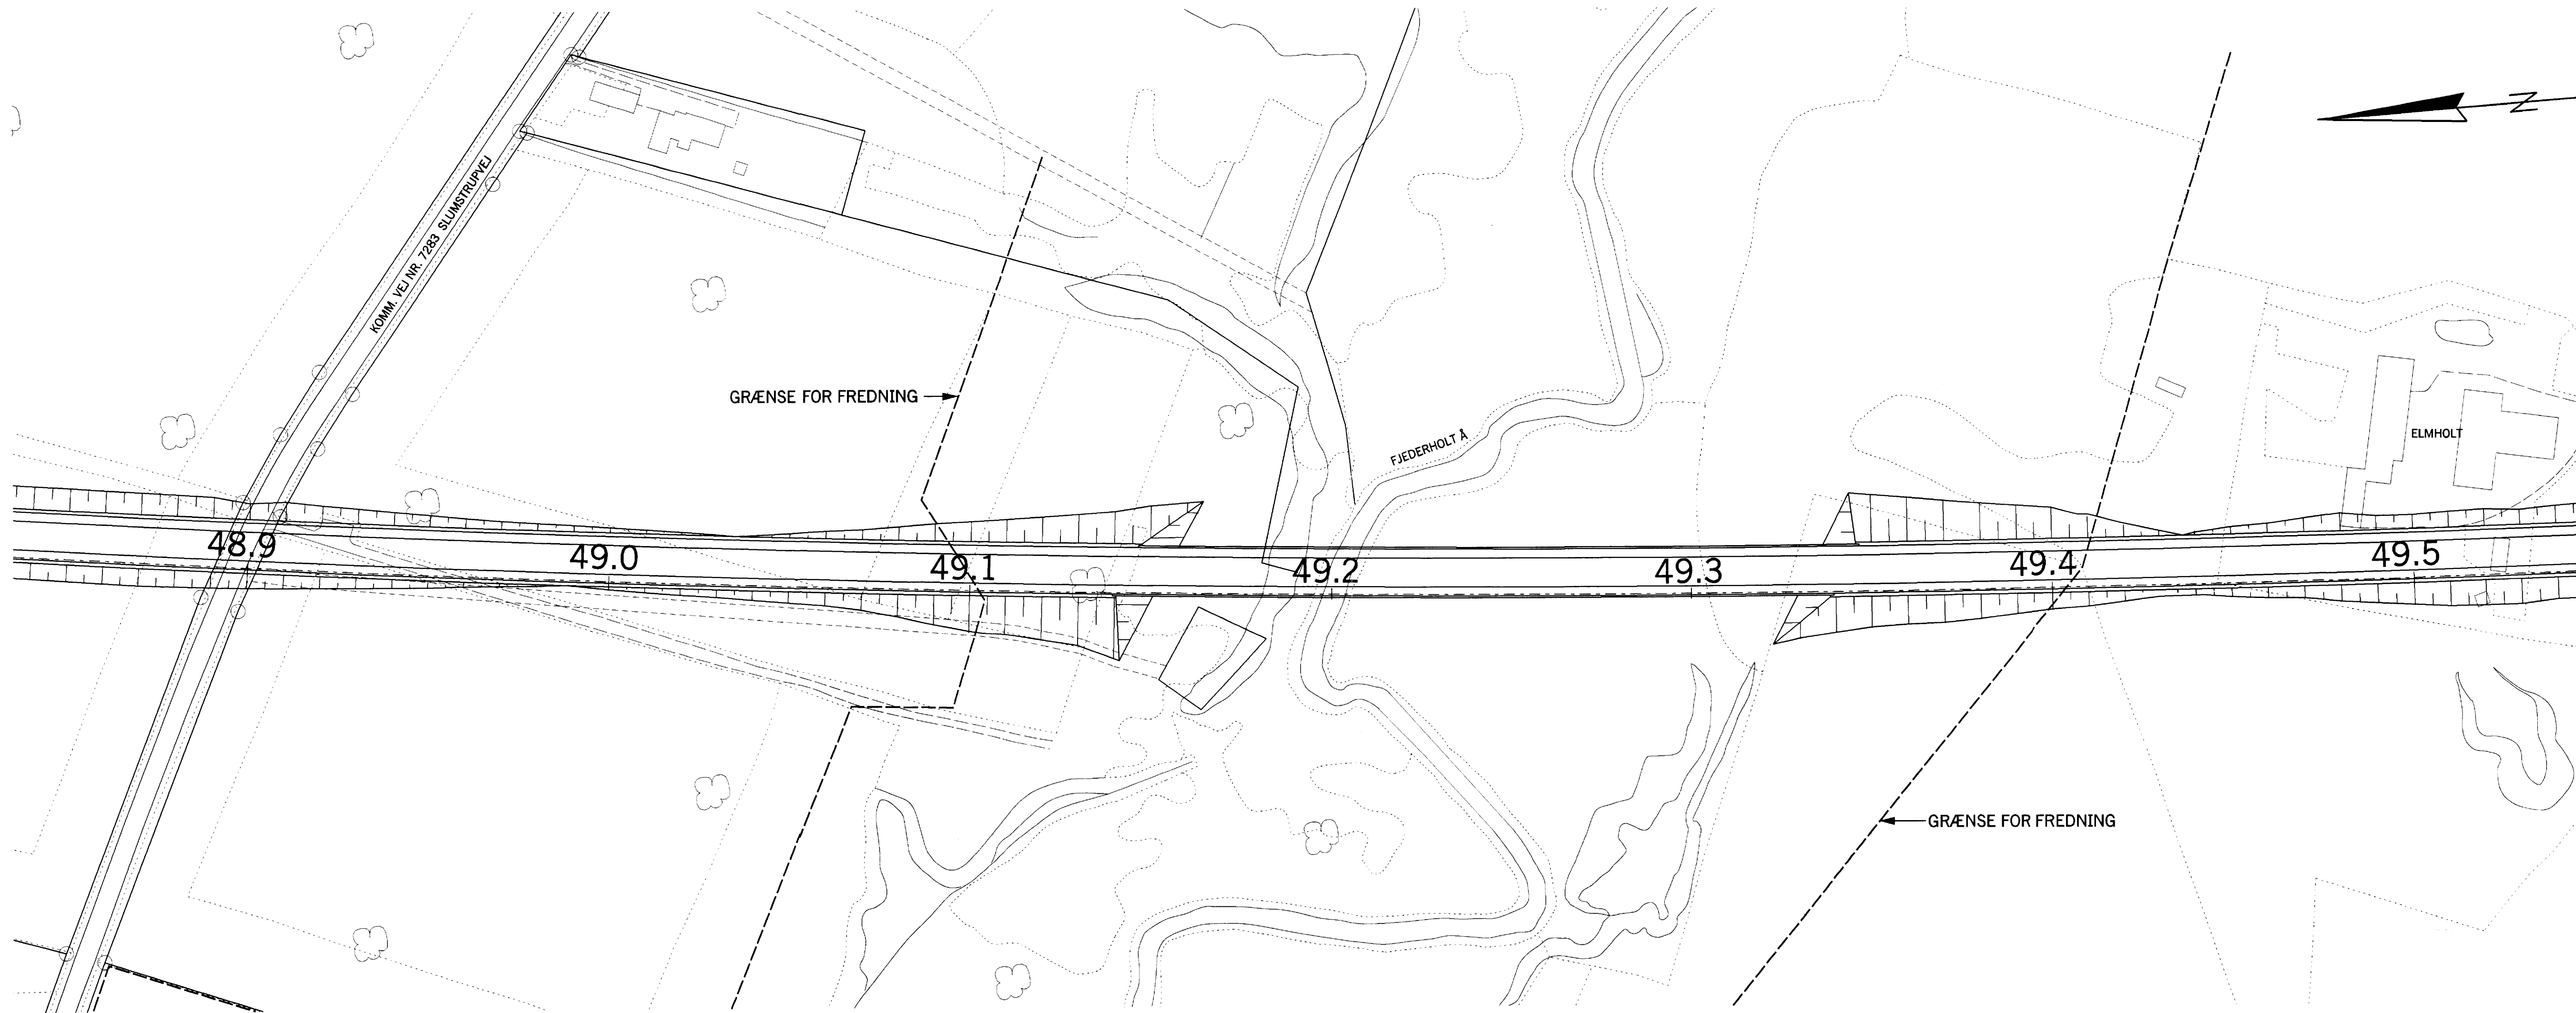 N
KOMM. VEJ NR. 7283 SLUMSTRUPVEJ
GRÆNSE FOR FREDNING
FJEDERHOLT Å
ELMHOLT
48.9
49.0
49.1
49.2
49.3
49.4
49.5
GRÆNSE FOR FREDNING